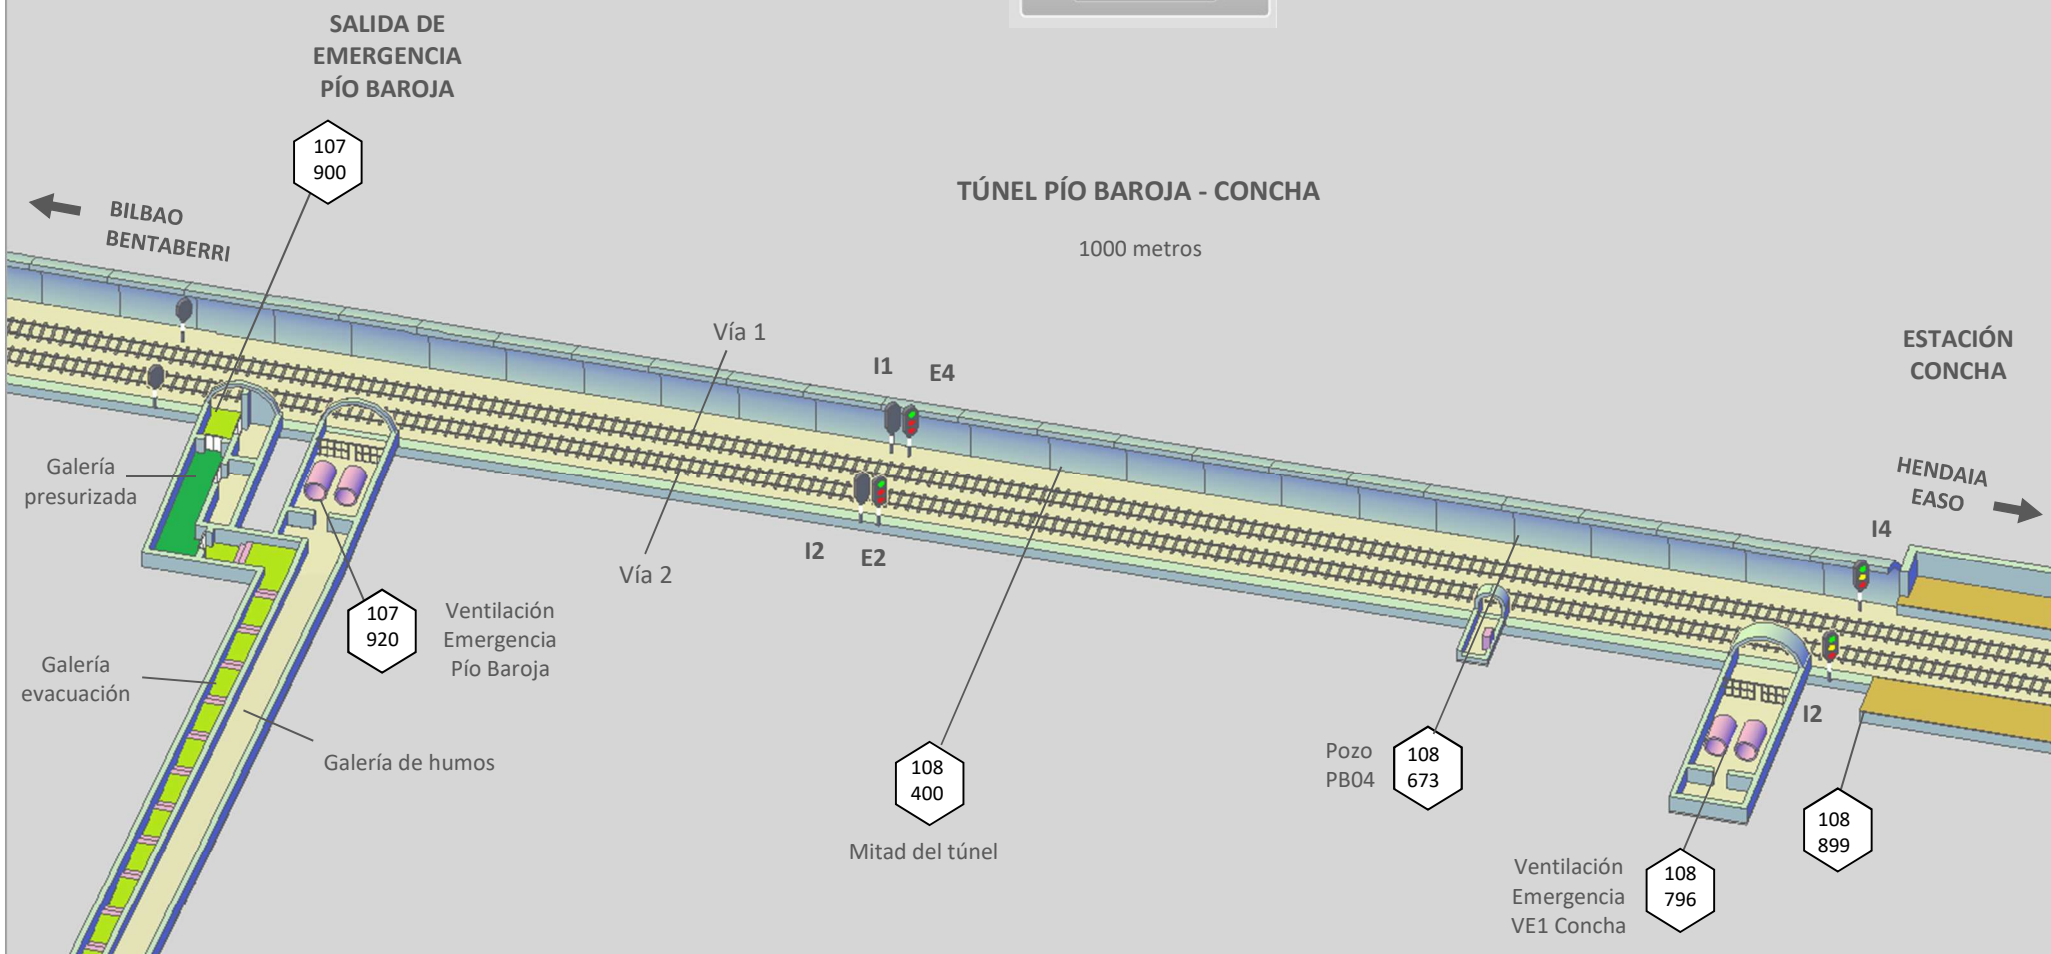 SALIDA DE
EMERGENCIA
PÍO BAROJA
107
900
BILBAO
BENTABERRI
TÚNEL PÍO BAROJA - CONCHA
1000 metros
Vía 1
I1
E4
ESTACIÓN
CONCHA
Galería
presurizada
HENDAIA
EASO
I4
I2
E2
Vía 2
107
920
Ventilación
Emergencia
Pío Baroja
Galería
evacuación
Galería de humos
I2
108
400
Mitad del túnel
Pozo
PB04
108
673
108
899
Ventilación
Emergencia
VE1 Concha
108
796